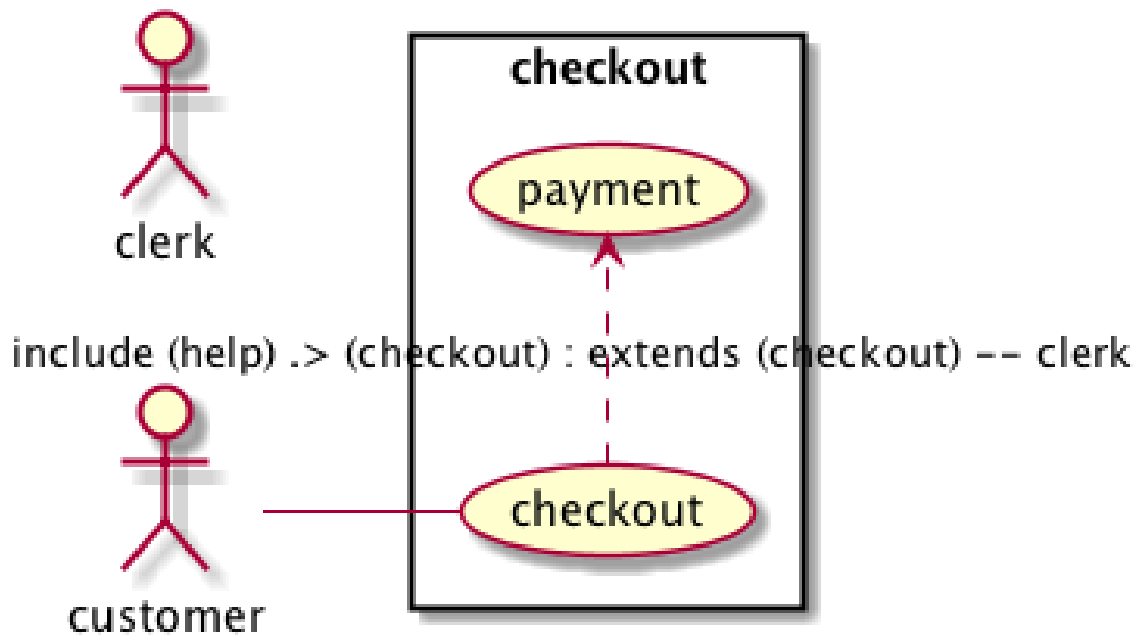 checkout
payment
clerk
include (help) .> (checkout) : extends (checkout) -- clerk
checkout
customer